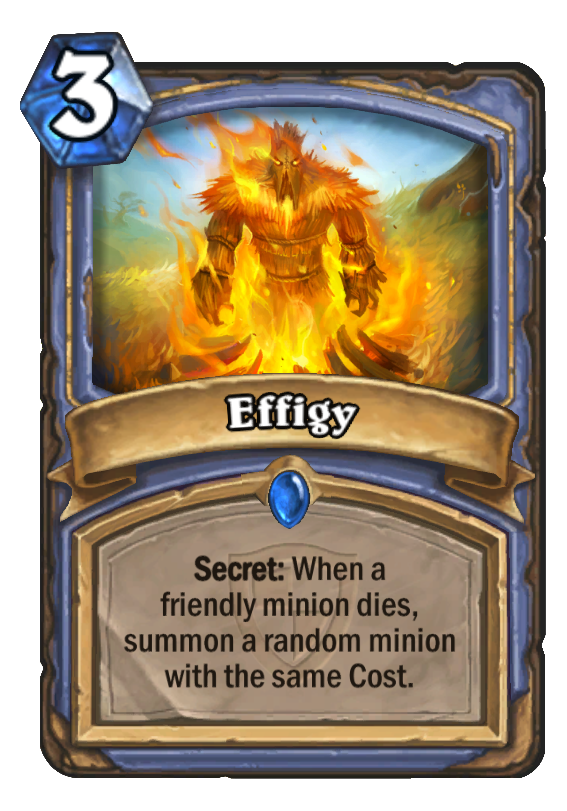 3
Effigy
Secret: When a
friendly minion dies,
summon a random minion
with the same Cost.